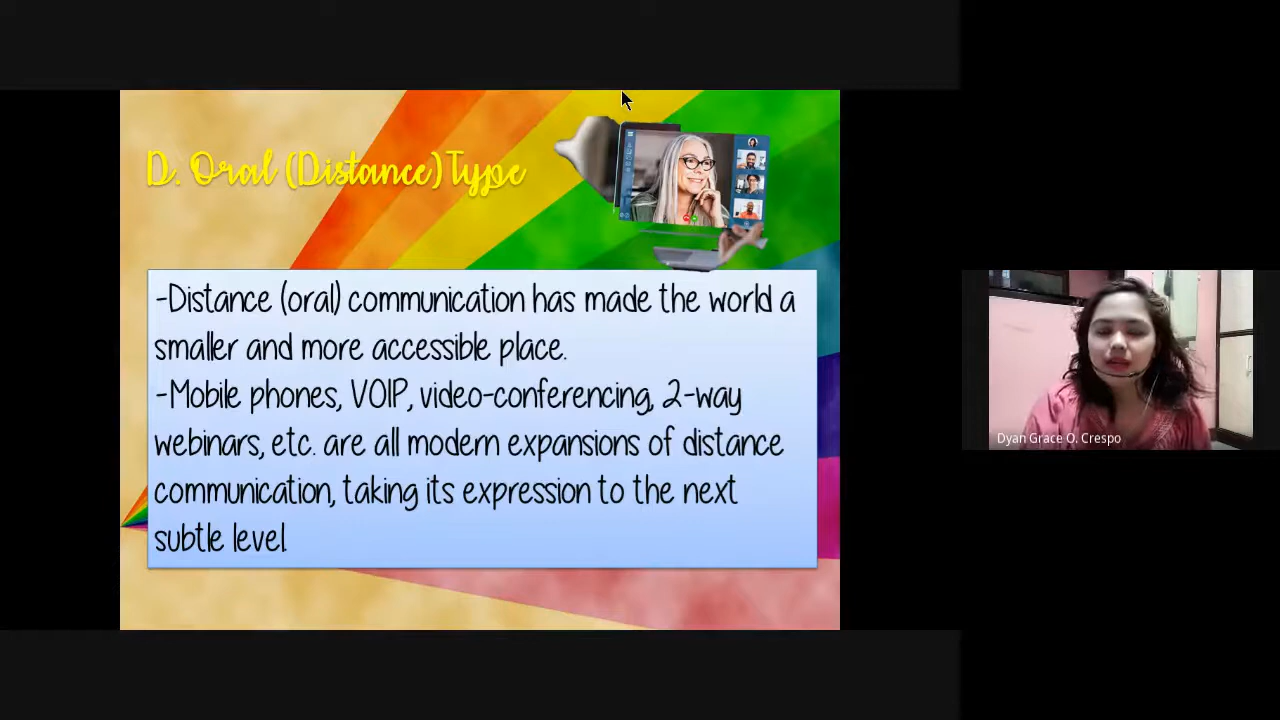 D. Oral (Distance) Type
-Distance (oral) communication has made the world a
smaller and more accessible place.
-Mobile phones, VOIP, video-conferencing, 2-way
webinars, etc. are all modern expansions of distance
communication, taking its expression to the next
subtle level.
Dyan Grace O. Crespo